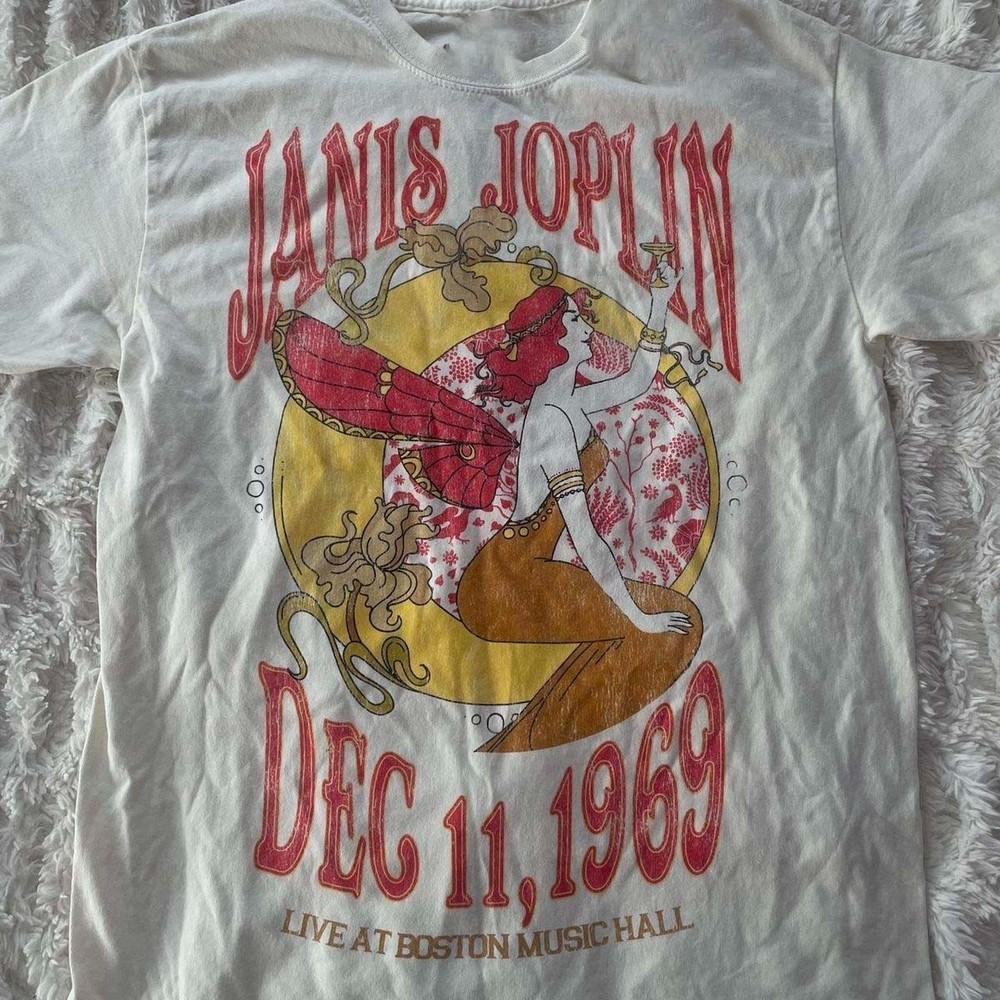 JANIS JOPLIN
DEC 11, 1969
LIVE AT BOSTON MUSIC HALL